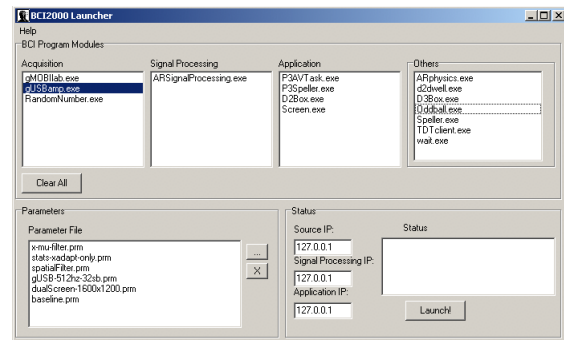 BCI2000 Launcher
Help
BCI Program Modules
Acquisition
gMOBIlab.exe
gUSBamp.exe
RandomNumber.exe
Signal Processing
ARSignalProcessing.exe
Application
P3AVTask.exe
P3Speller.exe
D2Box.exe
Screen.exe
Others
ARphysics.exe
d2dwell.exe
D3Box.exe
Oddball.exe
Speller.exe
TDTclient.exe
wait.exe
Clear All
Parameters
Parameter File
x-mu-filter.prm
stats-xadapt-only.prm
spatialFilter.prm
gUSB-512hz-32sb.prm
dualScreen-1600x1200.prm
baseline.prm
...
X
Status
Source IP:
127.0.0.1
Signal Processing IP:
127.0.0.1
Application IP:
127.0.0.1
Status
Launch!